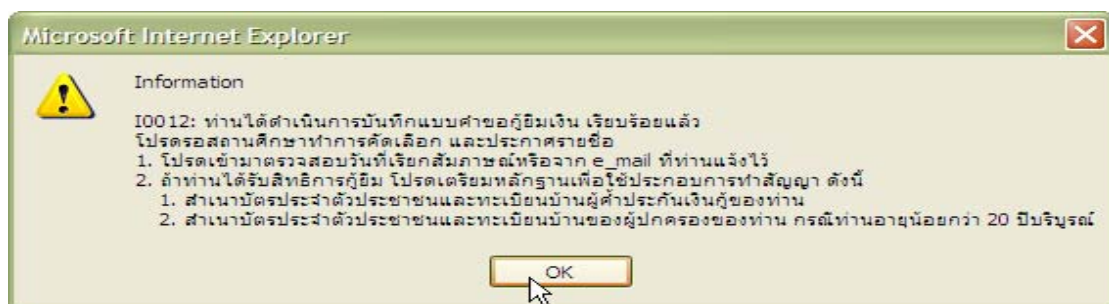 Microsoft Internet Explorer
Information
I0012: ท่านได้ดำเนินการบันทึกแบบคำขอกู้ยืมเงิน เรียบร้อยแล้ว
โปรดรอสถานศึกษาทำการคัดเลือก และประกาศรายชื่อ
1. โปรดเข้ามาตรวจสอบวันที่เรียกสัมภาษณ์หรือจาก e_mail ที่ท่านแจ้งไว้
2. ถ้าท่านได้รับสิทธิการกู้ยืม โปรดเตรียมหลักฐานเพื่อใช้ประกอบการทำสัญญา ดังนี้
1. สำเนาบัตรประจำตัวประชาชนและทะเบียนบ้านผู้ค้ำประกันเงินกู้ของท่าน
2. สำเนาบัตรประจำตัวประชาชนและทะเบียนบ้านของผู้ปกครองของท่าน กรณีท่านอายุน้อยกว่า 20 ปีบริบูรณ์
OK